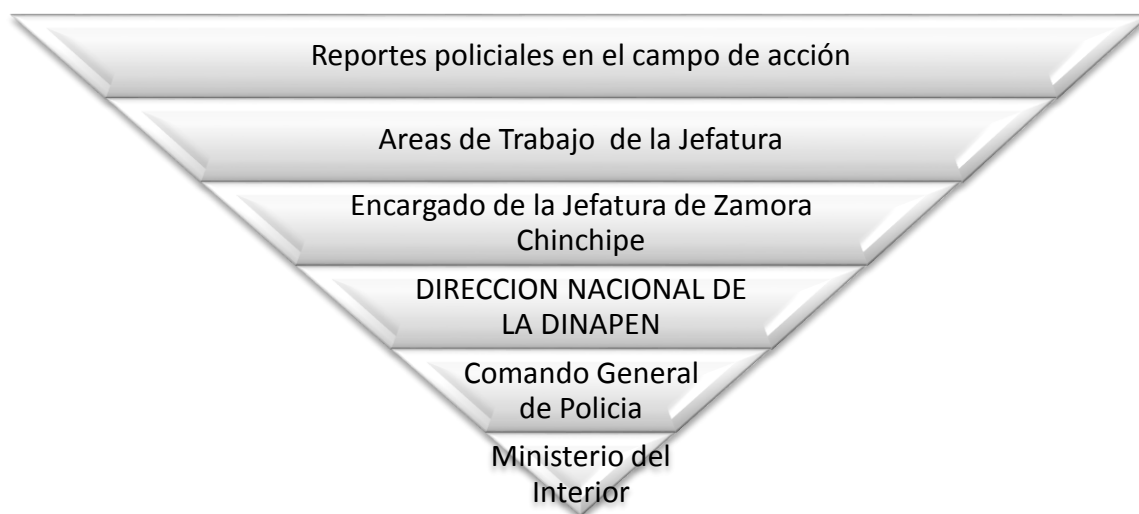 Reportes policiales en el campo de acción
Areas de Trabajo de la Jefatura
Encargado de la Jefatura de Zamora
Chinchipe
DIRECCION NACIONAL DE
LA DINAPEN
Comando General
de Policia
Ministerio del
Interior